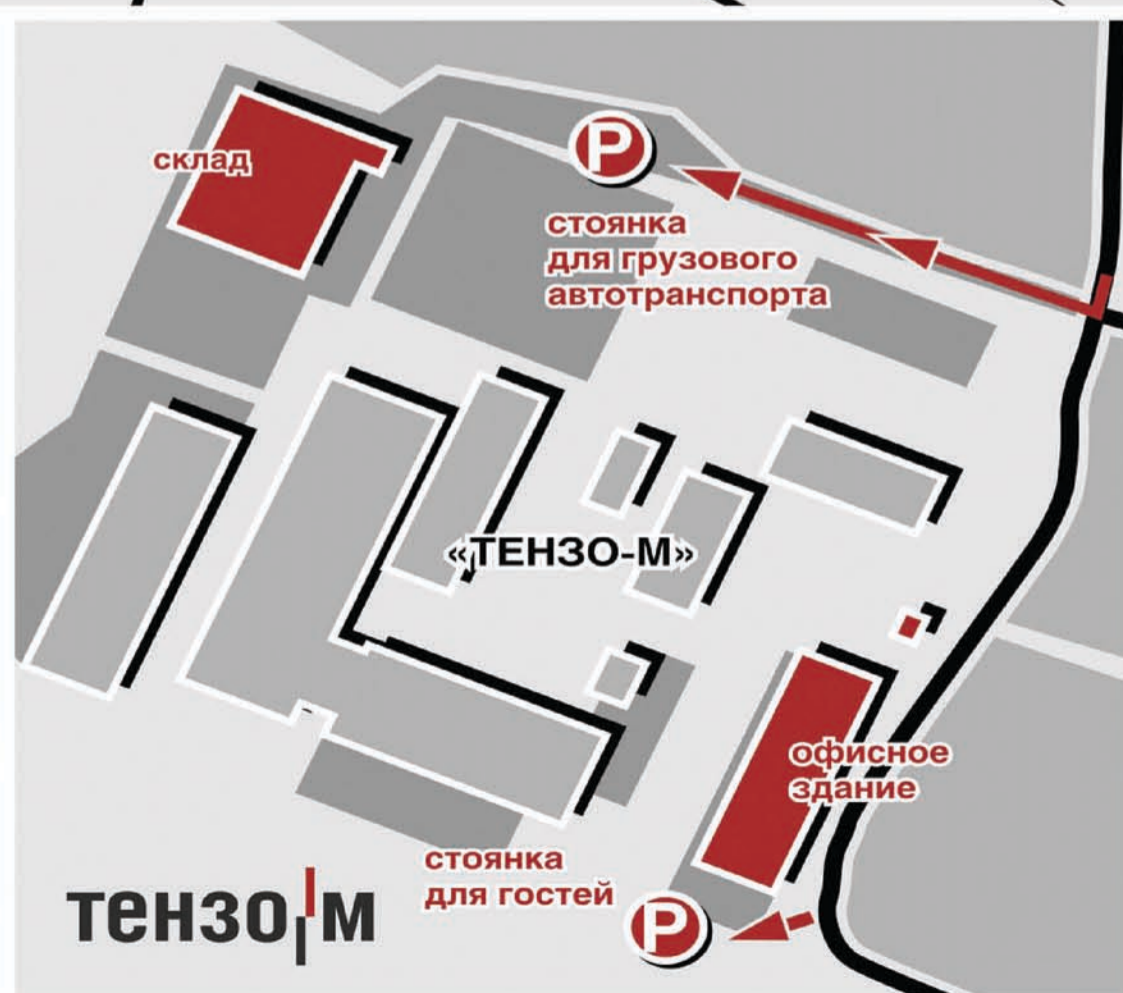 склад
P
стоянка
для грузового
автотранспорта
«ТЕНЗО-М»
офисное
здание
стоянка
для гостей
P
тензо м